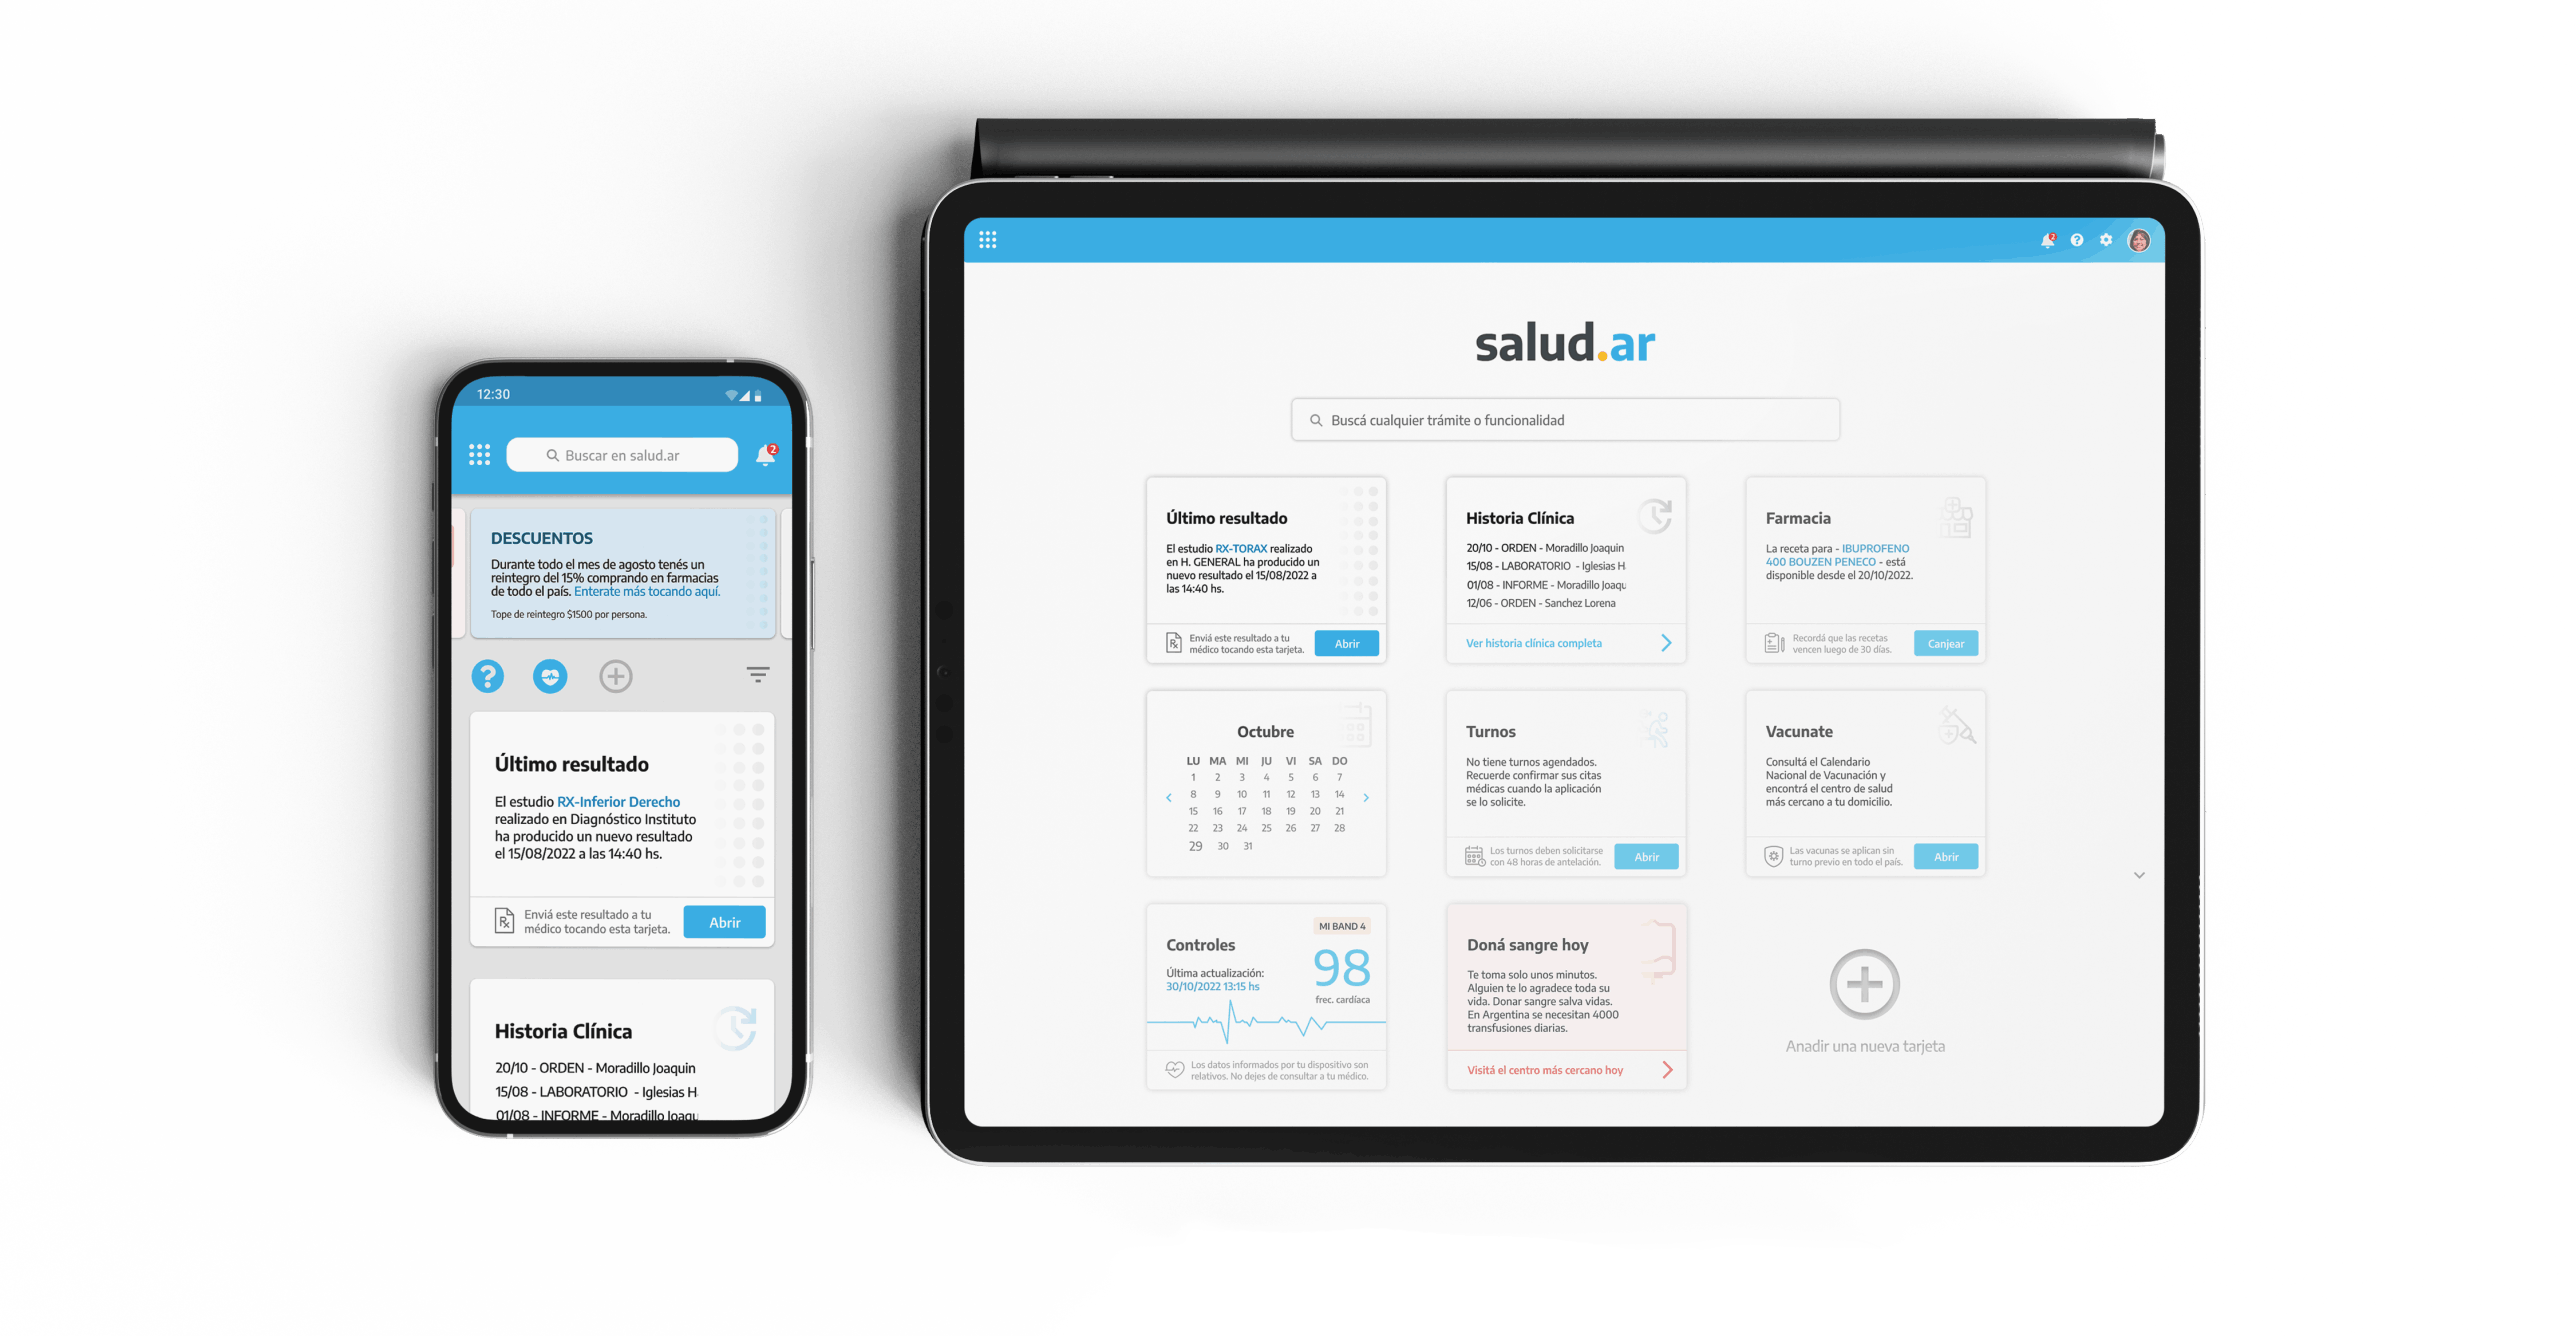 12:30
Buscar en salud.ar
2
DESCUENTOS
Durante todo el mes de agosto tenés un
reintegro del 15% comprando en farmacias
de todo el país. Enterate más tocando aquí.
Tope de reintegro $1500 por persona.
?
Último resultado
El estudio RX-Inferior Derecho
realizado en Diagnóstico Instituto
ha producido un nuevo resultado
el 15/08/2022 a las 14:40 hs.
Rx
Enviá este resultado a tu
médico tocando esta tarjeta.
Abrir
Historia Clínica
20/10 - ORDEN - Moradillo Joaquin
15/08 - LABORATORIO - Iglesias H
01/08 - INFORME - Moradillo Joaqu
2
?
salud.ar
Buscá cualquier trámite o funcionalidad
Último resultado
El estudio RX-TORAX realizado
en H. GENERAL ha producido un
nuevo resultado el 15/08/2022 a
las 14:40 hs.
Rx
Enviá este resultado a tu
médico tocando esta tarjeta.
Abrir
Historia Clínica
20/10 - ORDEN - Moradillo Joaquin
15/08 - LABORATORIO - Iglesias H
01/08 - INFORME - Moradillo Joaqu
12/06 - ORDEN - Sanchez Lorena
Ver historia clínica completa
Farmacia
La receta para - IBUPROFENO
400 BOUZEN PENECO - está
disponible desde el 20/10/2022.
Recordá que las recetas
vencen luego de 30 días.
Canjear
Octubre
LU MA MI JU VI SA DO
1 2 3 4 5 6 7
8 9 10 11 12 13 14
15 16 17 18 19 20 21
22 23 24 25 26 27 28
29 30 31
Turnos
No tiene turnos agendados.
Recuerde confirmar sus citas
médicas cuando la aplicación
se lo solicite.
Los turnos deben solicitarse
con 48 horas de antelación.
Abrir
Vacunate
Consultá el Calendario
Nacional de Vacunación y
encontrá el centro de salud
más cercano a tu domicilio.
Las vacunas se aplican sin
turno previo en todo el país.
Abrir
MI BAND 4
Controles
Última actualización:
30/10/2022 13:15 hs
98
frec. cardíaca
Los datos informados por tu dispositivo son
relativos. No dejes de consultar a tu médico.
Doná sangre hoy
Te toma solo unos minutos.
Alguien te lo agradece toda su
vida. Donar sangre salva vidas.
En Argentina se necesitan 4000
transfusiones diarias.
Visitá el centro más cercano hoy
Anadir una nueva tarjeta